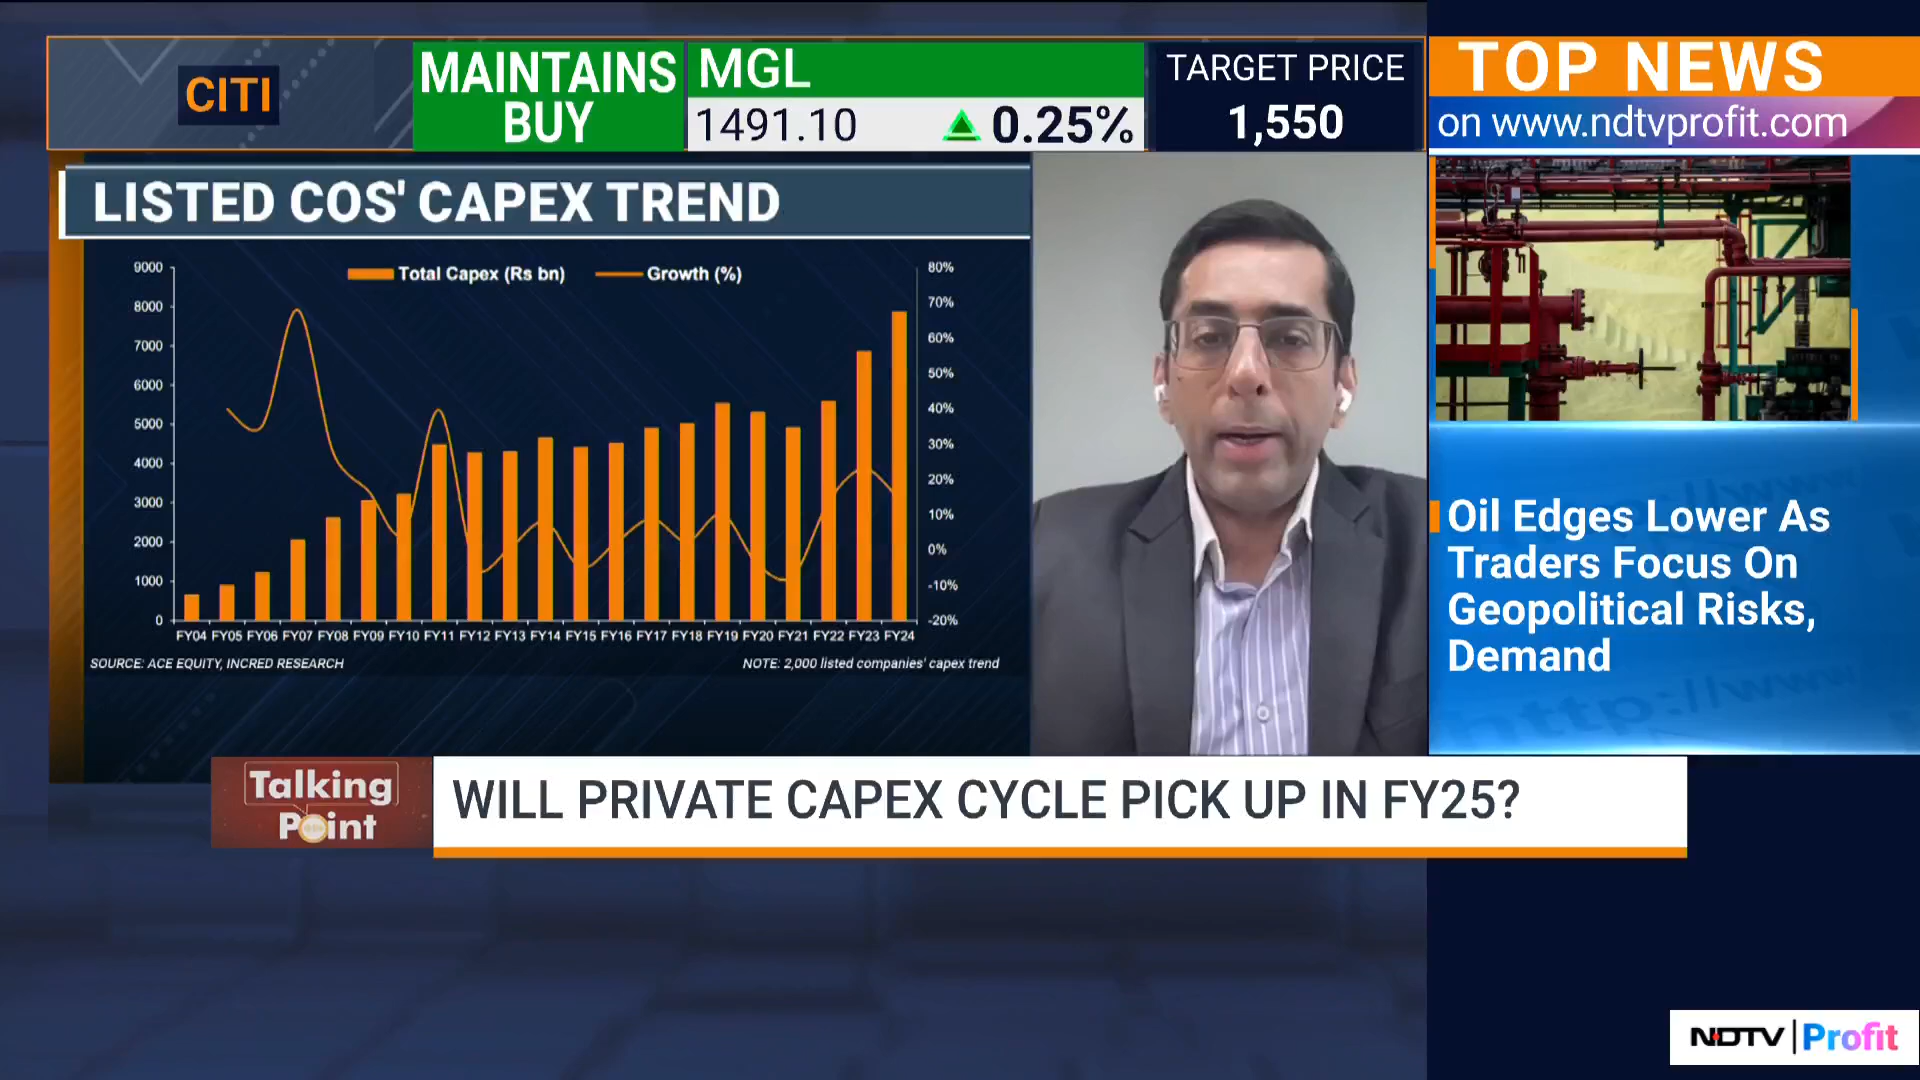 CITI
MAINTAINS
BUY
MGL
1491.10
0.25%
TARGET PRICE
1,550
TOP NEWS
on www.ndtvprofit.com
LISTED COS' CAPEX TREND
Total Capex (Rs bn)
Growth (%)
9000
8000
7000
6000
5000
4000
3000
2000
1000
0
80%
70%
60%
50%
40%
30%
20%
10%
0%
-10%
-20%
FY04 FY05 FY06 FY07 FY08 FY09 FY10 FY11 FY12 FY13 FY14 FY15 FY16 FY17 FY18 FY19 FY20 FY21 FY22 FY23 FY24
SOURCE: ACE EQUITY, INCRED RESEARCH
NOTE: 2,000 listed companies' capex trend
Oil Edges Lower As
Traders Focus On
Geopolitical Risks,
Demand
Talking
Point
WILL PRIVATE CAPEX CYCLE PICK UP IN FY25?
NDTV Profit